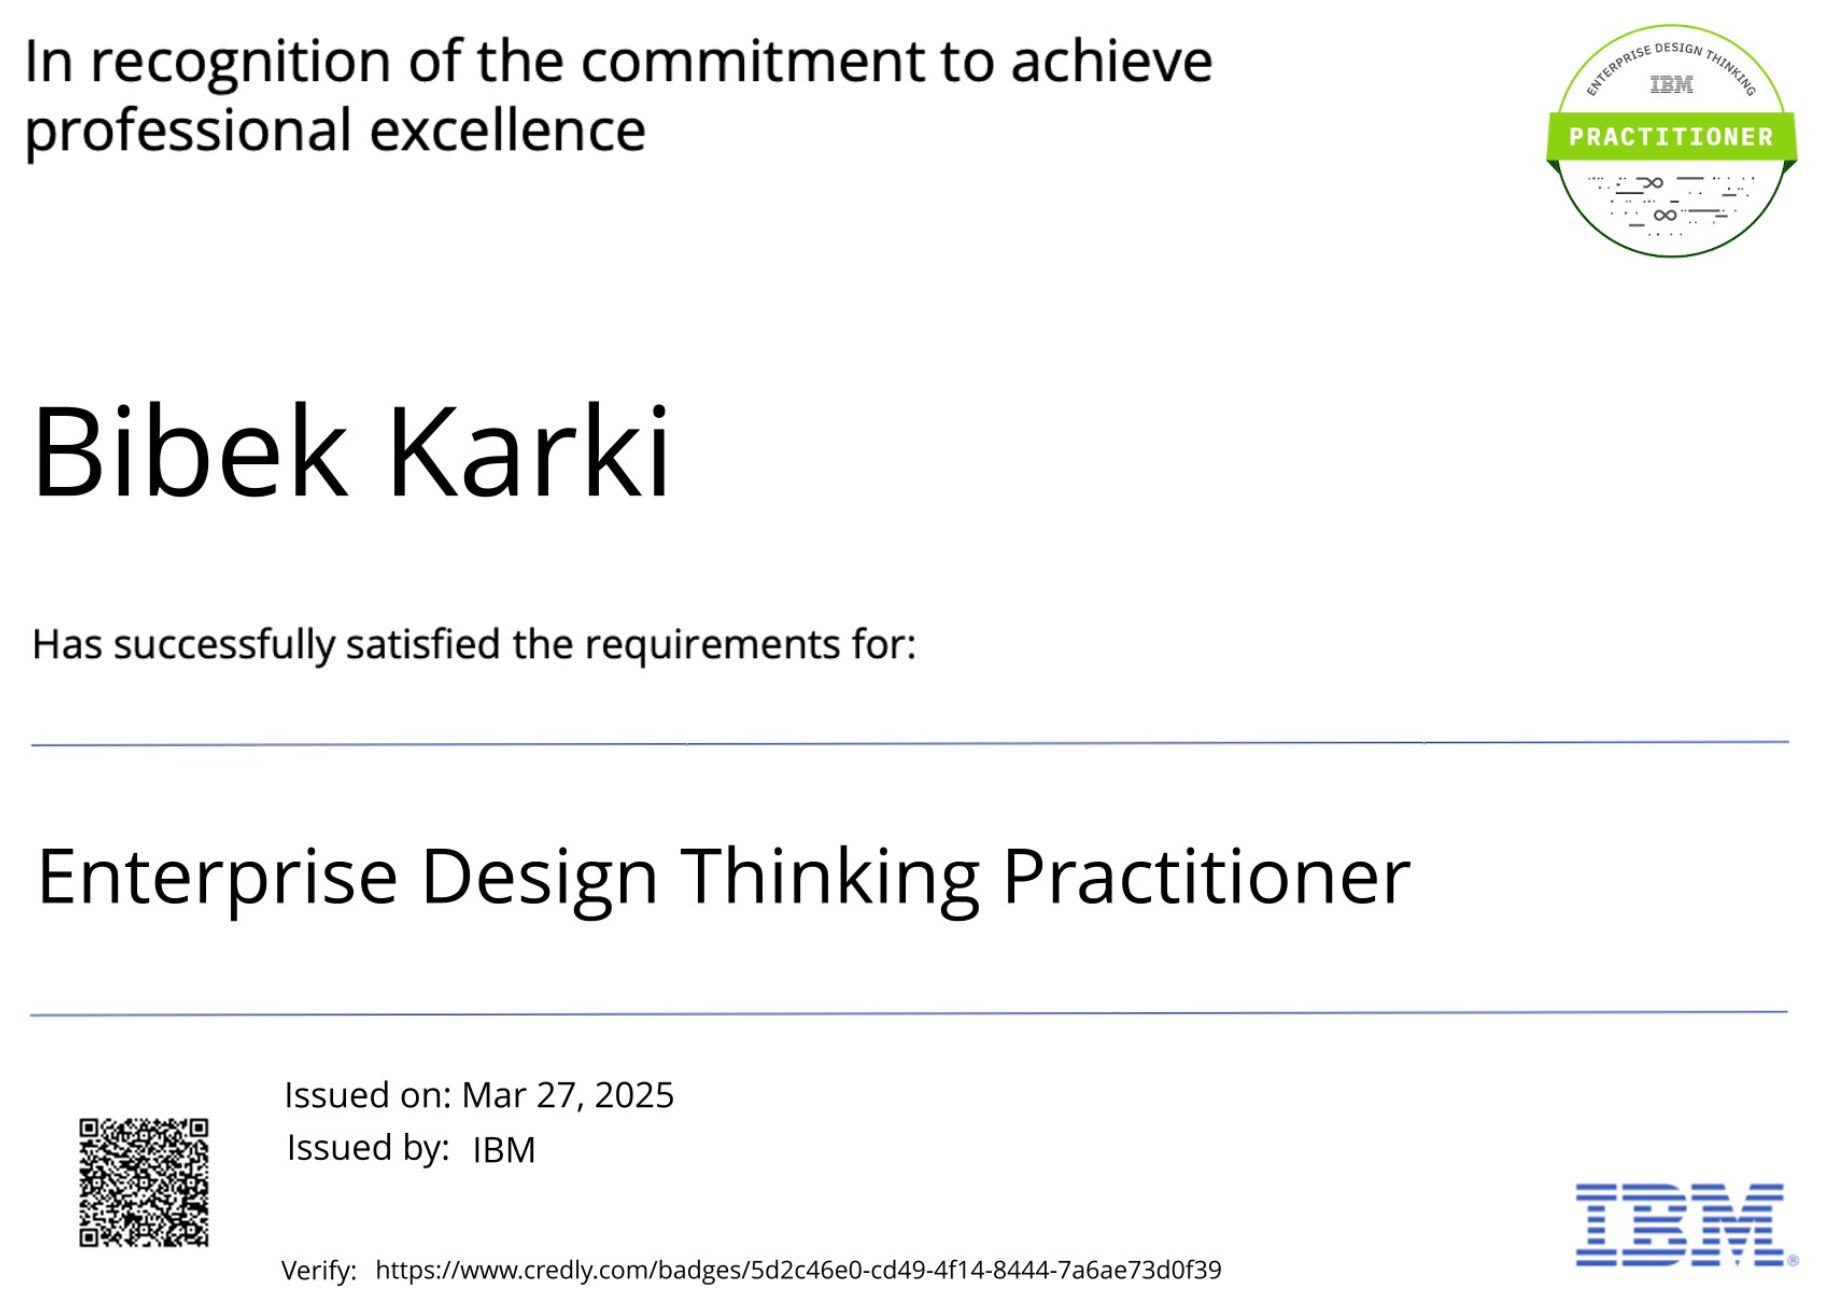 In recognition of the commitment to achieve
professional excellence
ENTERPRISE DESIGN THINKING
IBM
PRACTITIONER
Bibek Karki
Has successfully satisfied the requirements for:
Enterprise Design Thinking Practitioner
Issued on: Mar 27, 2025
Issued by: IBM
IBM®
Verify: https://www.credly.com/badges/5d2c46e0-cd49-4f14-8444-7a6ae73d0f39